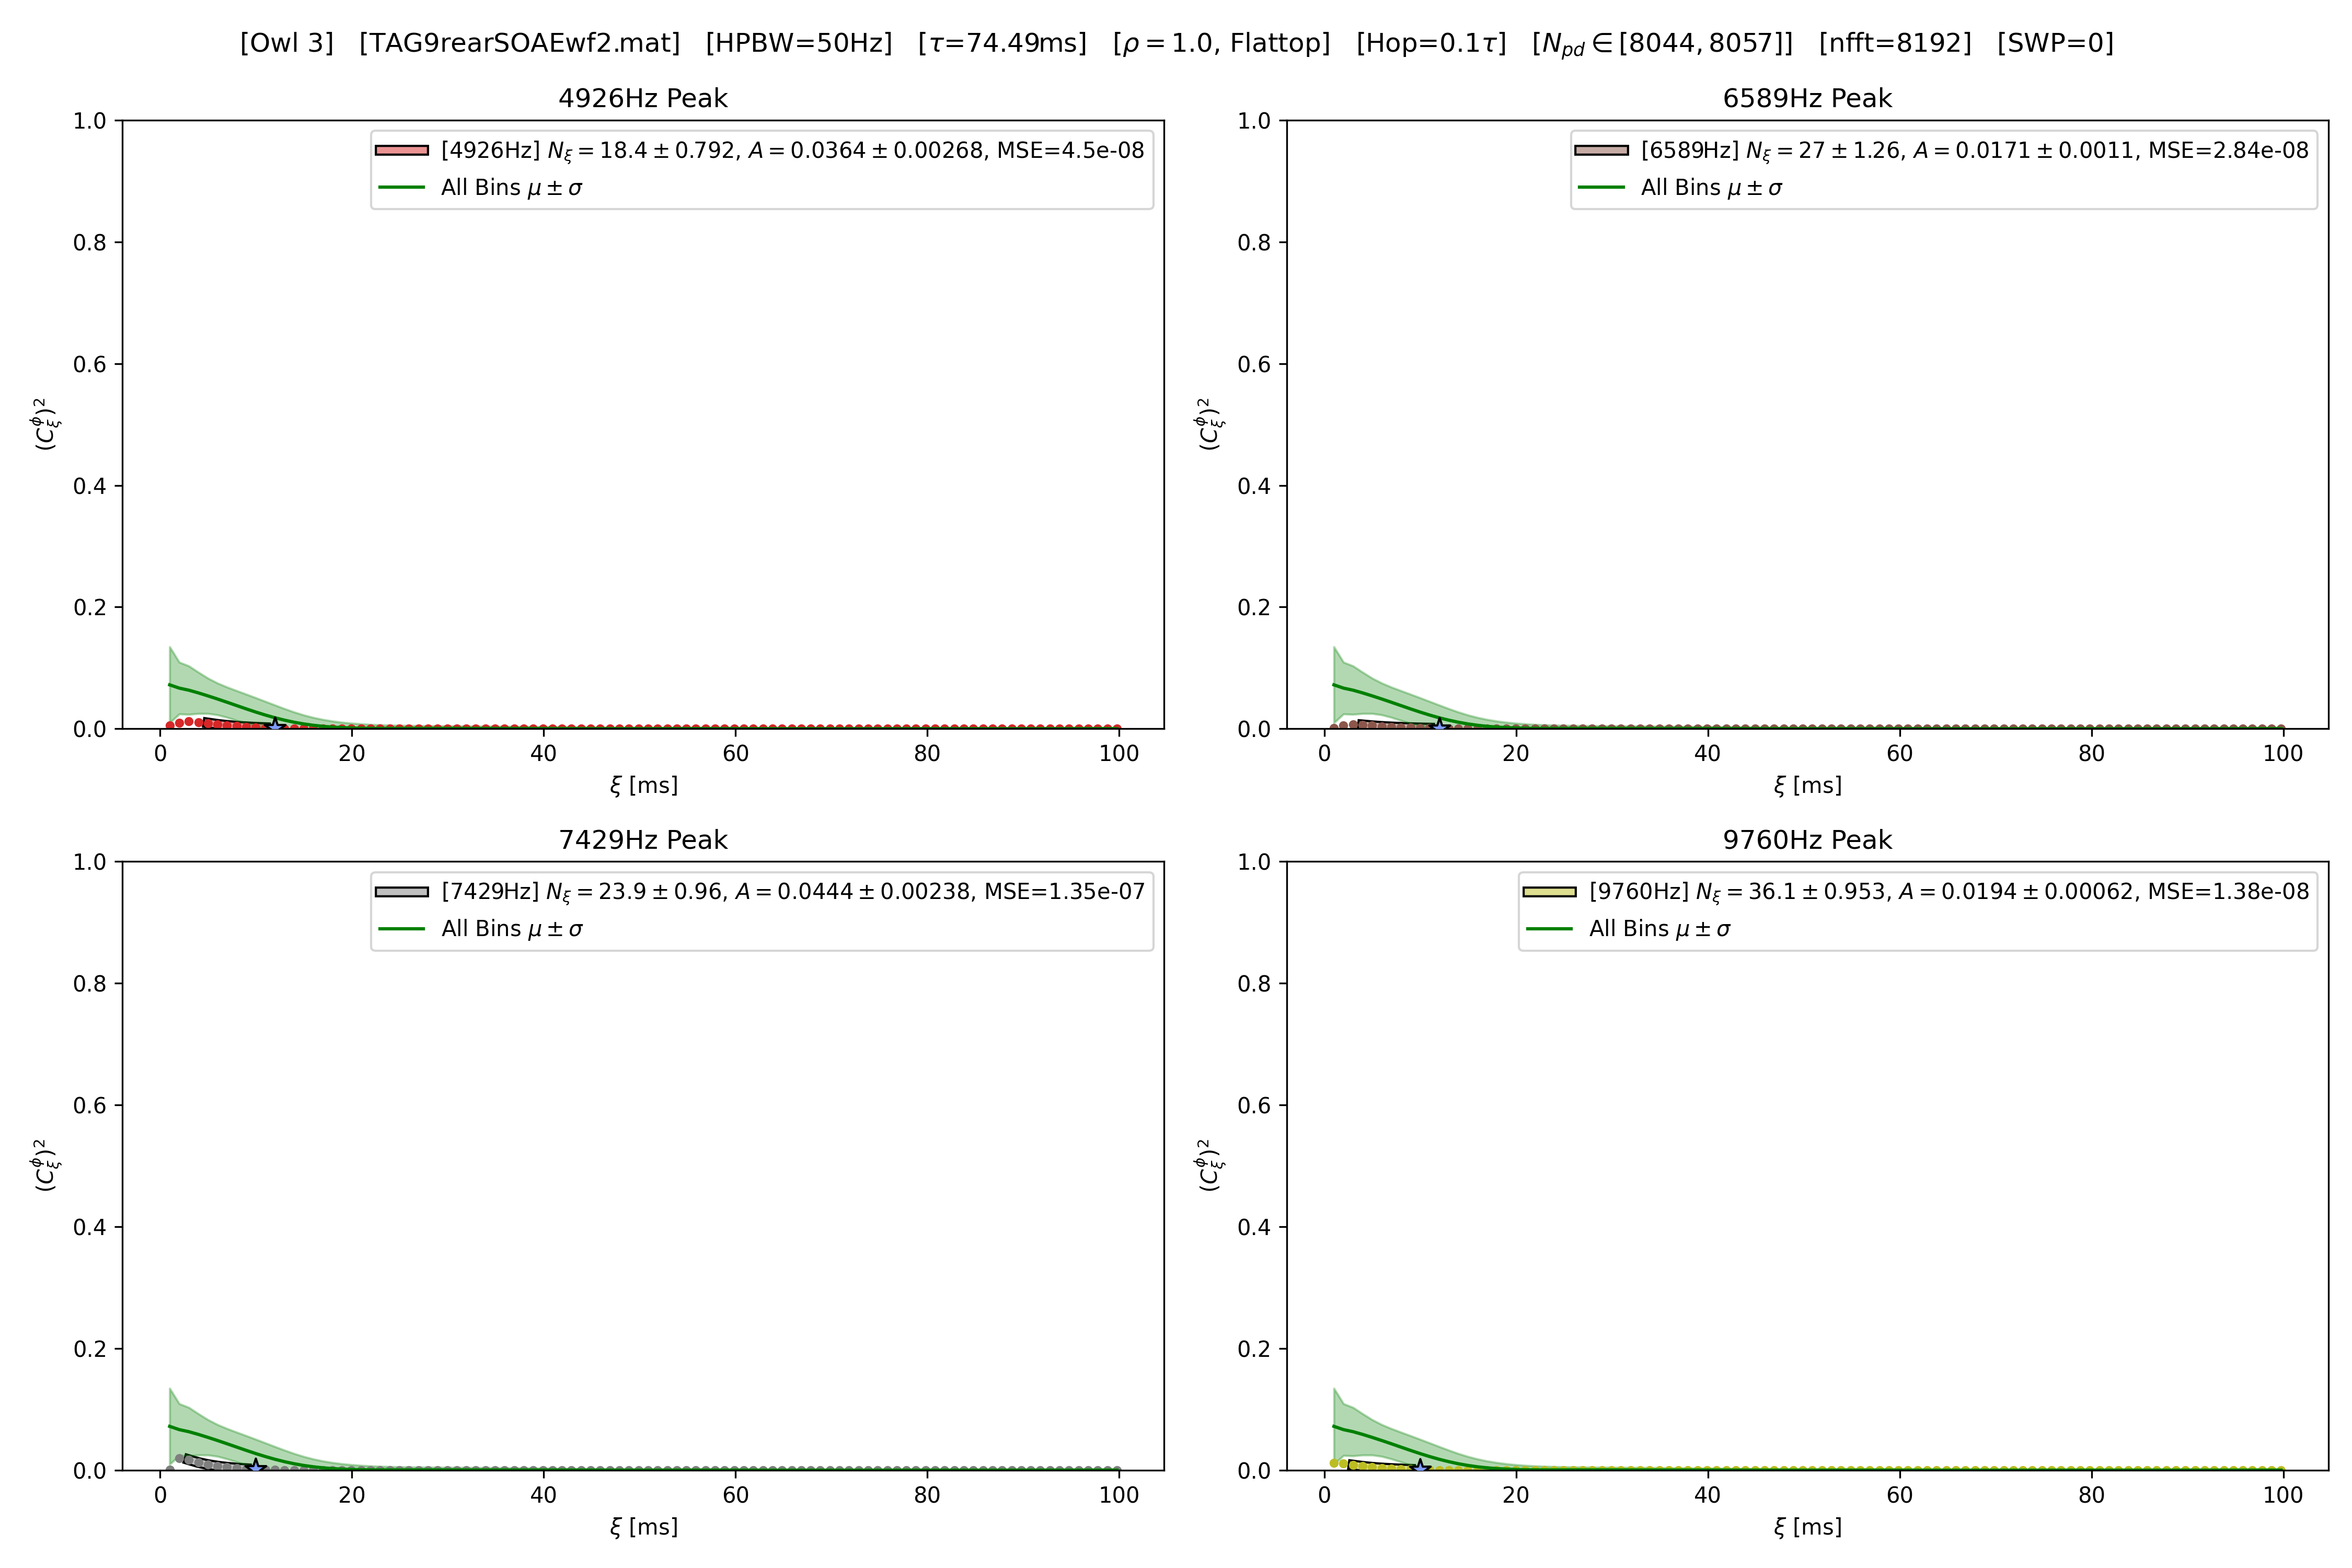 [Owl 3] [TAG9rearSOAEwf2.mat] [HPBW=50Hz] [τ=74.49ms] [ρ = 1.0, Flattop] [Hop=0.1τ] [N_pd ∈ [8044, 8057]] [nfft=8192] [SWP=0]
4926Hz Peak
[4926Hz] N_ξ = 18.4 ± 0.792, A = 0.0364 ± 0.00268, MSE=4.5e-08
All Bins μ ± σ
1.0
0.8
0.6
0.4
0.2
0.0
(C_ξ^ϕ)^2
0 20 40 60 80 100
ξ [ms]
6589Hz Peak
[6589Hz] N_ξ = 27 ± 1.26, A = 0.0171 ± 0.0011, MSE=2.84e-08
All Bins μ ± σ
1.0
0.8
0.6
0.4
0.2
0.0
(C_ξ^ϕ)^2
0 20 40 60 80 100
ξ [ms]
7429Hz Peak
[7429Hz] N_ξ = 23.9 ± 0.96, A = 0.0444 ± 0.00238, MSE=1.35e-07
All Bins μ ± σ
1.0
0.8
0.6
0.4
0.2
0.0
(C_ξ^ϕ)^2
0 20 40 60 80 100
ξ [ms]
9760Hz Peak
[9760Hz] N_ξ = 36.1 ± 0.953, A = 0.0194 ± 0.00062, MSE=1.38e-08
All Bins μ ± σ
1.0
0.8
0.6
0.4
0.2
0.0
(C_ξ^ϕ)^2
0 20 40 60 80 100
ξ [ms]